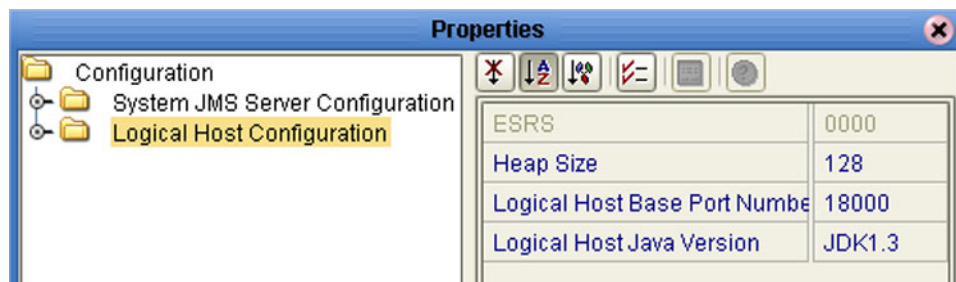 Properties
Configuration
System JMS Server Configuration
Logical Host Configuration
ESRS 0000
Heap Size 128
Logical Host Base Port Numbe 18000
Logical Host Java Version JDK1.3